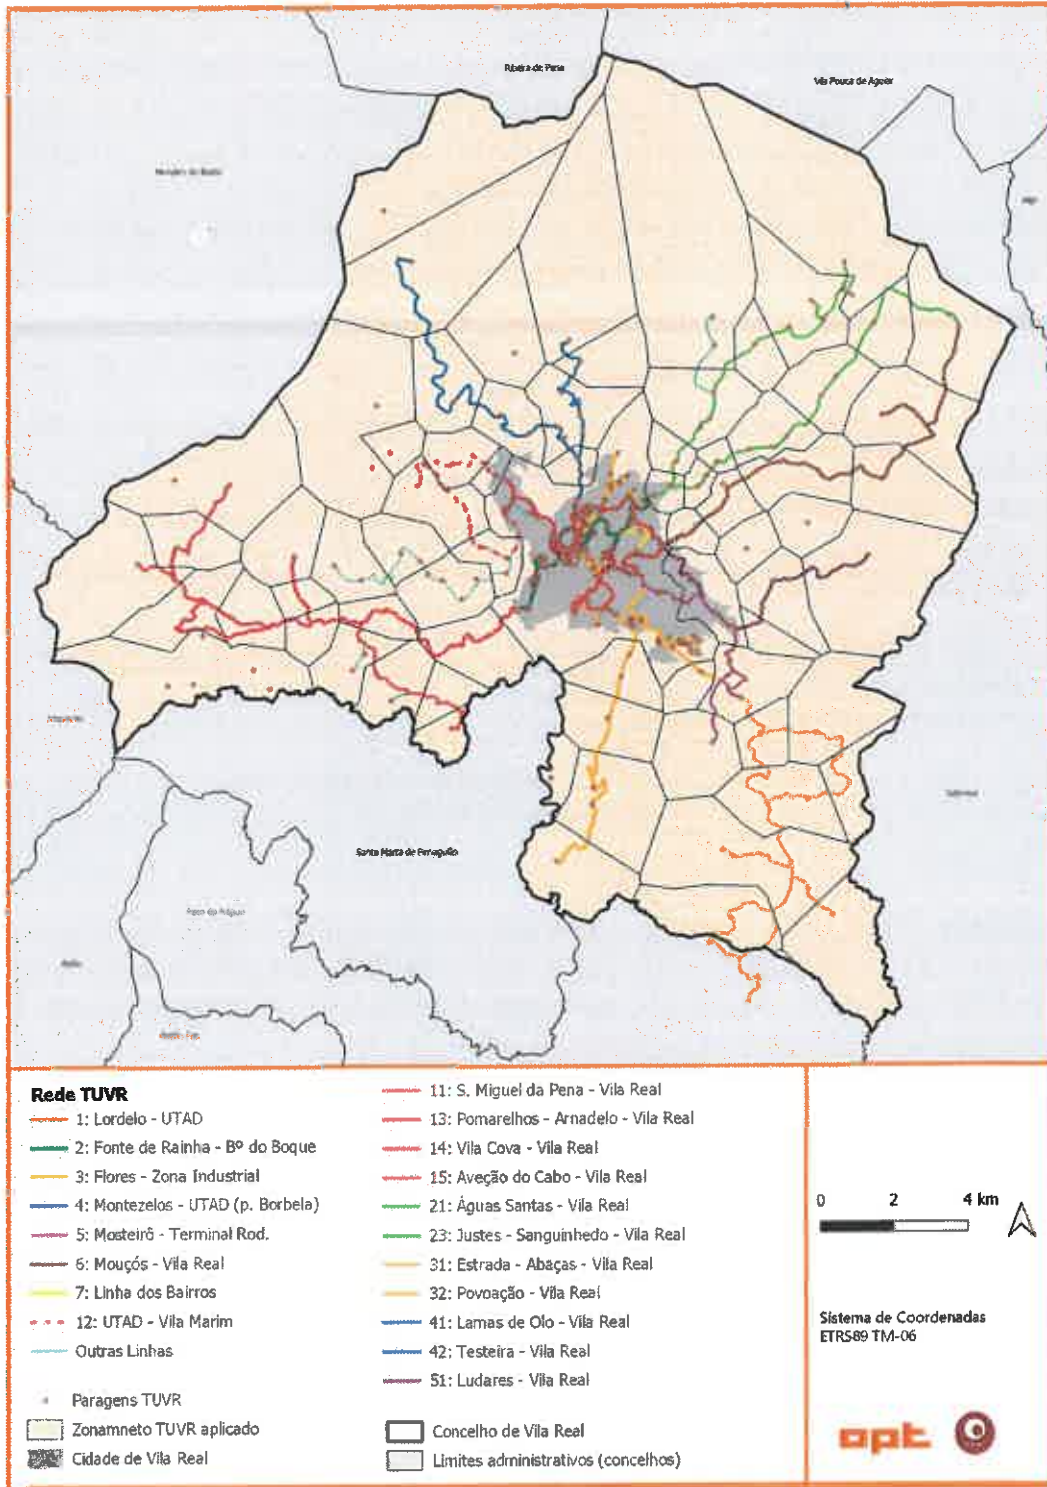 Ribeira de Pena
Vila Pouca de Aguiar
Mondim de Basto
Santa Marta de Penaguião
Sabrosa
Rede TUVR
1: Lordelo - UTAD
2: Fonte de Rainha - Bº do Boque
3: Flores - Zona Industrial
4: Montezelos - UTAD (p. Borbela)
5: Mosteirô - Terminal Rod.
6: Mouçós - Vila Real
7: Linha dos Bairros
12: UTAD - Vila Marim
Outras Linhas
Paragens TUVR
Zonamneto TUVR aplicado
Cidade de Vila Real
11: S. Miguel da Pena - Vila Real
13: Pomarelhos - Arnadelo - Vila Real
14: Vila Cova - Vila Real
15: Aveção do Cabo - Vila Real
21: Águas Santas - Vila Real
23: Justes - Sanguinhedo - Vila Real
31: Estrada - Abaças - Vila Real
32: Povoação - Vila Real
41: Lamas de Olo - Vila Real
42: Testeira - Vila Real
51: Ludares - Vila Real
Concelho de Vila Real
Limites administrativos (concelhos)
0 2 4 km
Sistema de Coordenadas
ETRS89 TM-06
opt